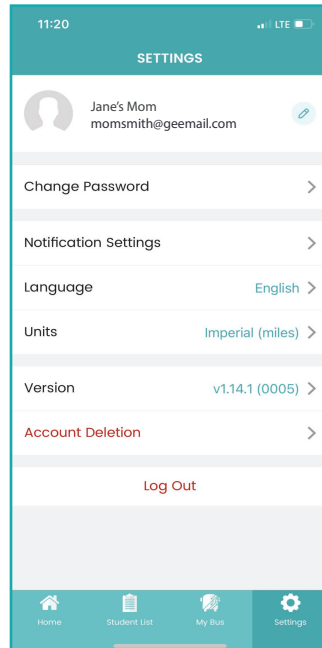 11:20 LTE
SETTINGS
Jane's Mom
momsmith@geemail.com
Change Password
Notification Settings
Language English
Units Imperial (miles)
Version v1.14.1 (0005)
Account Deletion
Log Out
Home Student List My Bus Settings